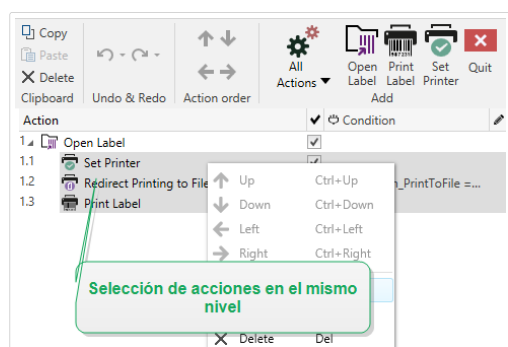 Copy
Paste
Delete
Clipboard
Undo & Redo
Action order
All Actions
Open Label
Print Label
Set Printer
Quit
Add
Action
Condition
1 Open Label
1.1 Set Printer
1.2 Redirect Printing to File
n_PrintToFile =...
1.3 Print Label
Up Ctrl+Up
Down Ctrl+Down
Left Ctrl+Left
Right Ctrl+Right
Selección de acciones en el mismo
nivel
Delete Del